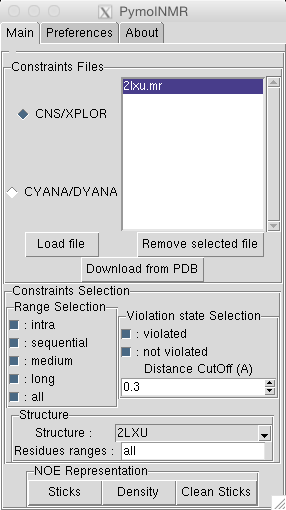 PymolNMR
Main Preferences About
Constraints Files
CNS/XPLOR
2lxu.mr
CYANA/DYANA
Load file Remove selected file
Download from PDB
Constraints Selection
Range Selection
: intra
: sequential
: medium
: long
: all
Violation state Selection
: violated
: not violated
Distance CutOff (A)
0.3
Structure
Structure : 2LXU
Residues ranges : all
NOE Representation
Sticks Density Clean Sticks